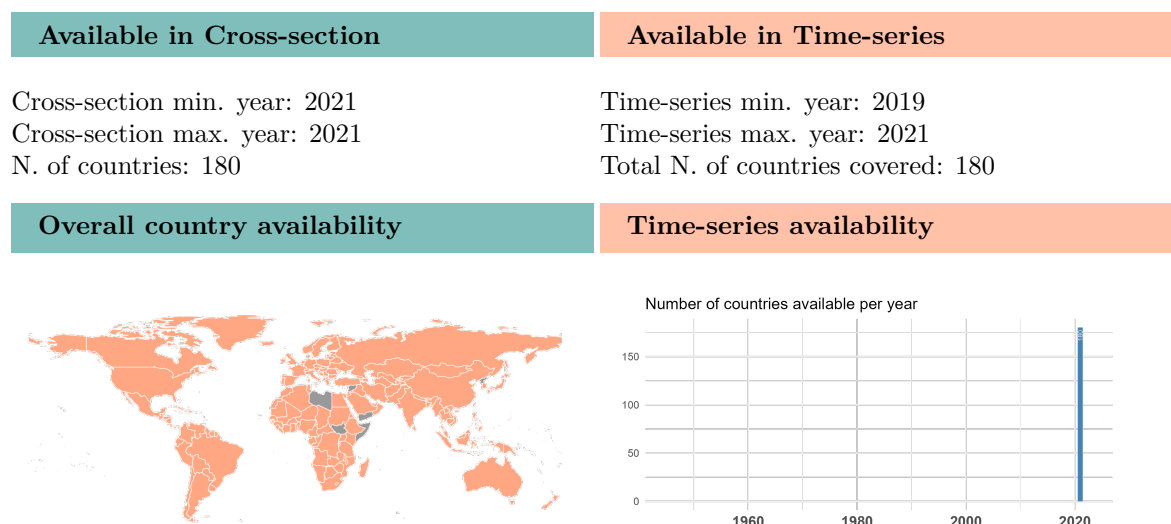 Available in Cross-section
Available in Time-series
Cross-section min. year: 2021
Cross-section max. year: 2021
N. of countries: 180
Time-series min. year: 2019
Time-series max. year: 2021
Total N. of countries covered: 180
Overall country availability
Time-series availability
Number of countries available per year
150
100
50
0
180
1960
1980
2000
2020